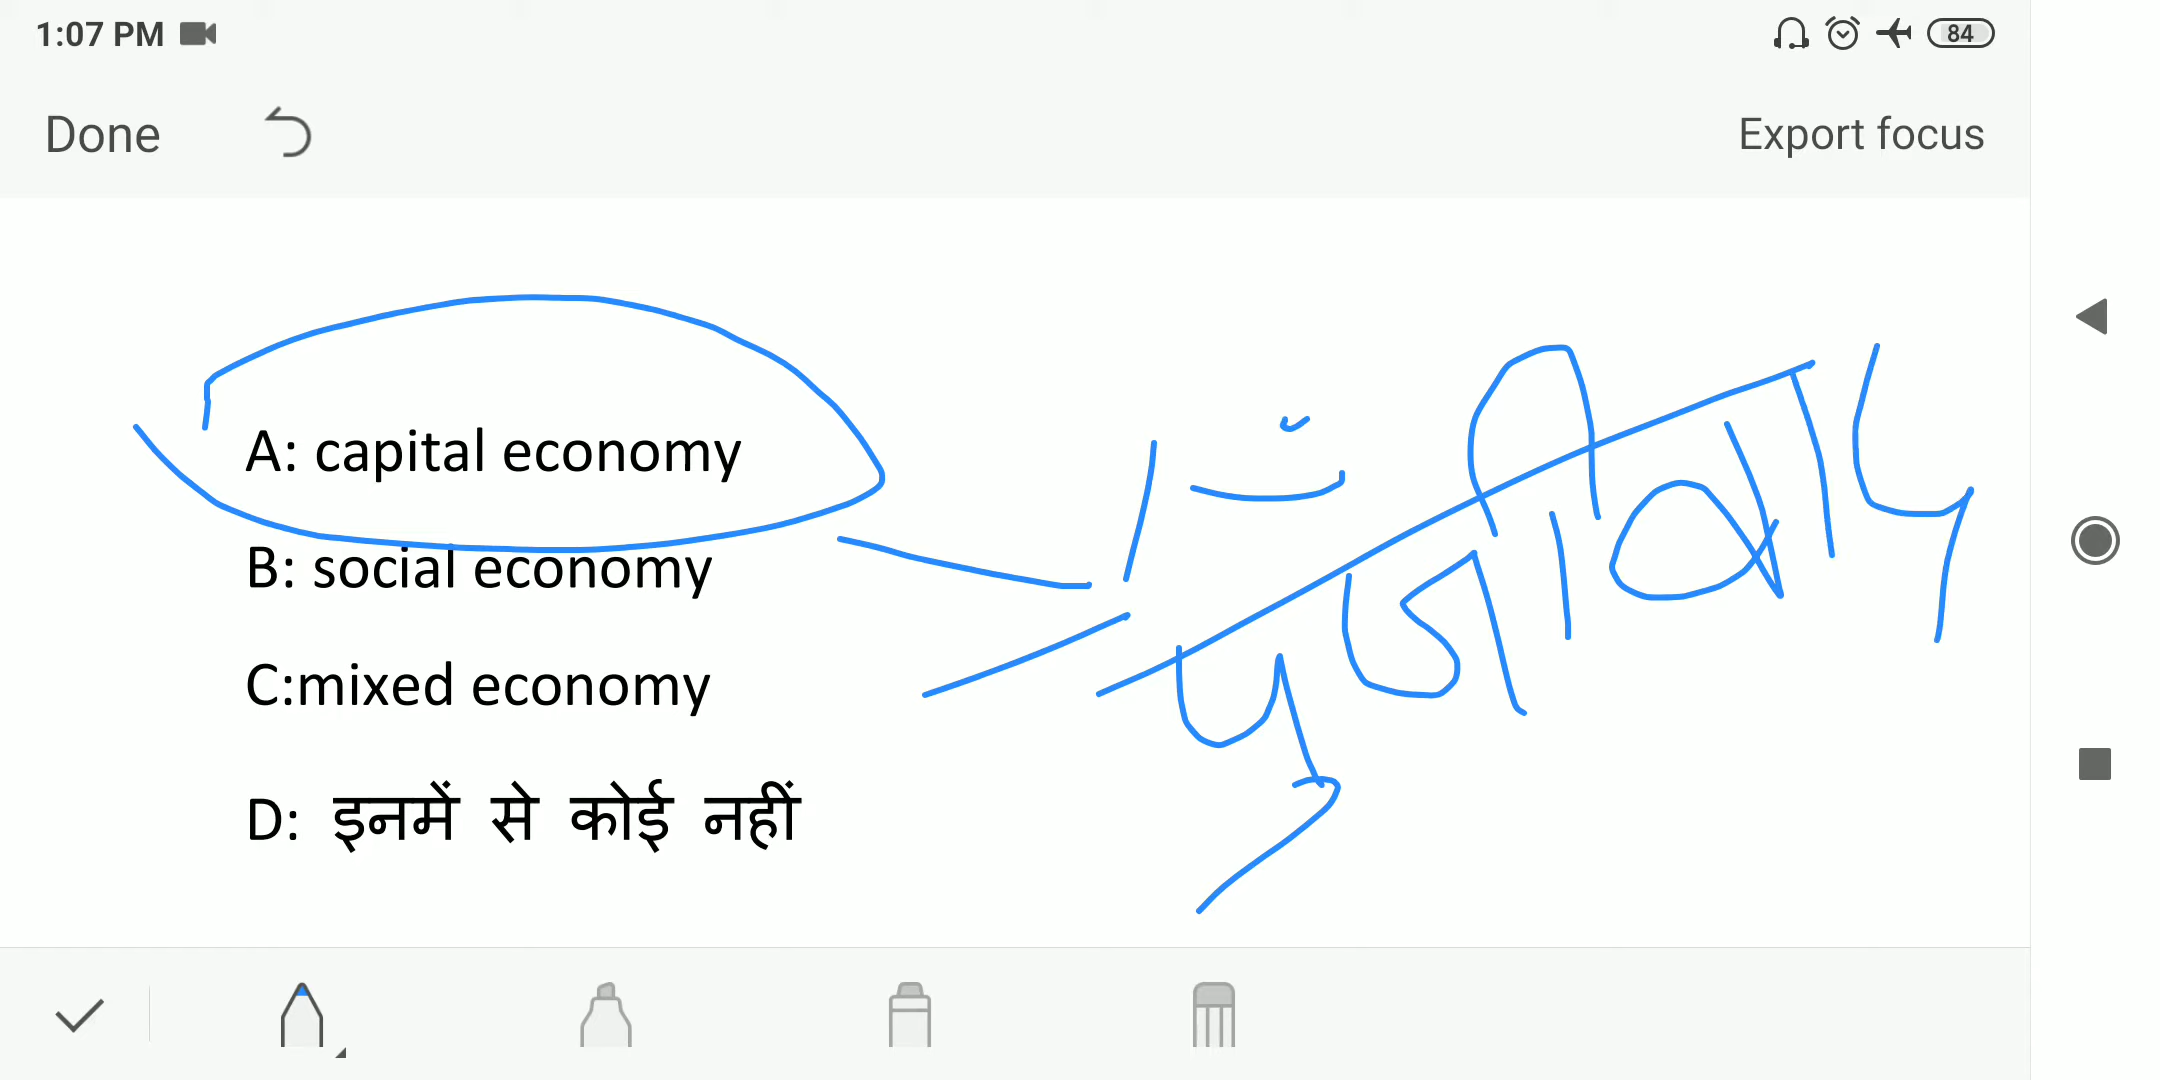 1:07 PM 84
Done Export focus
A: capital economy
B: social economy
C:mixed economy
D: इनमें से कोई नहीं
पूंजीवाद